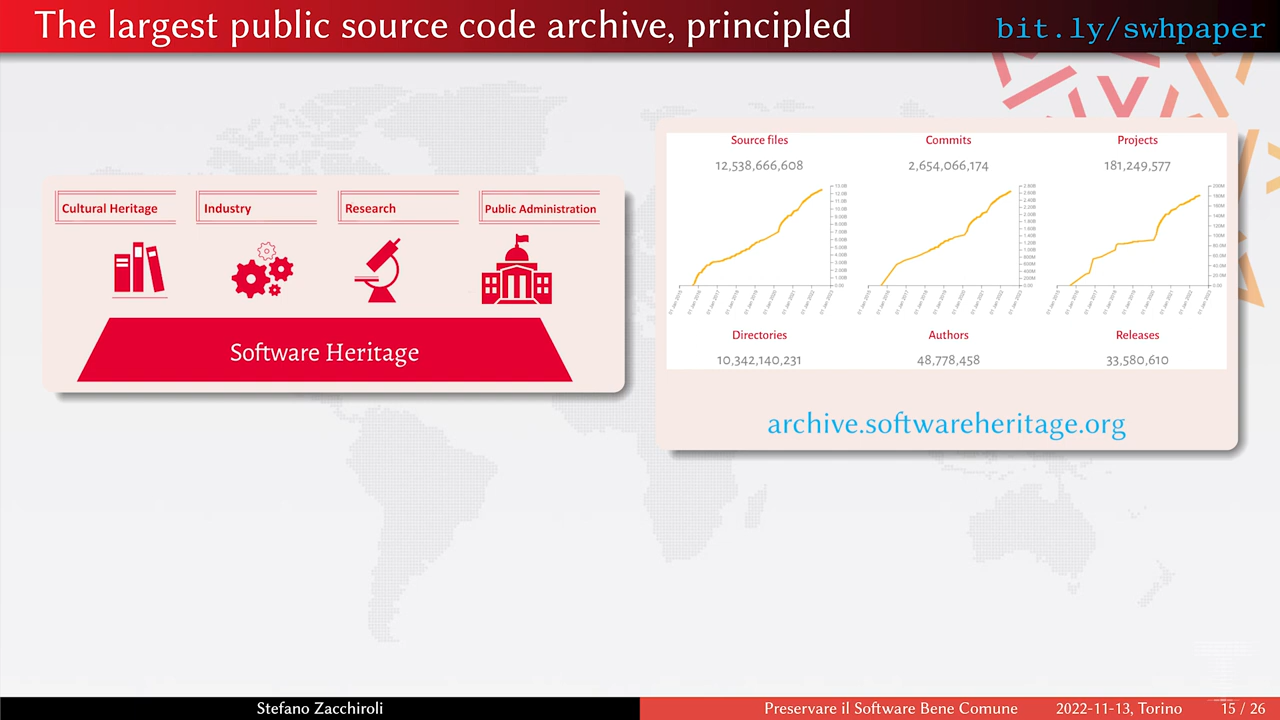 The largest public source code archive, principled
bit.ly/swhpaper
Cultural Heritage
Industry
Research
Public Administration
Software Heritage
Source files
Commits
Projects
12,538,666,608
2,654,066,174
181,249,577
Directories
Authors
Releases
10,342,140,231
48,778,458
33,580,610
archive.softwareheritage.org
Stefano Zacchiroli
Preservare il Software Bene Comune
2022-11-13, Torino
15 / 26